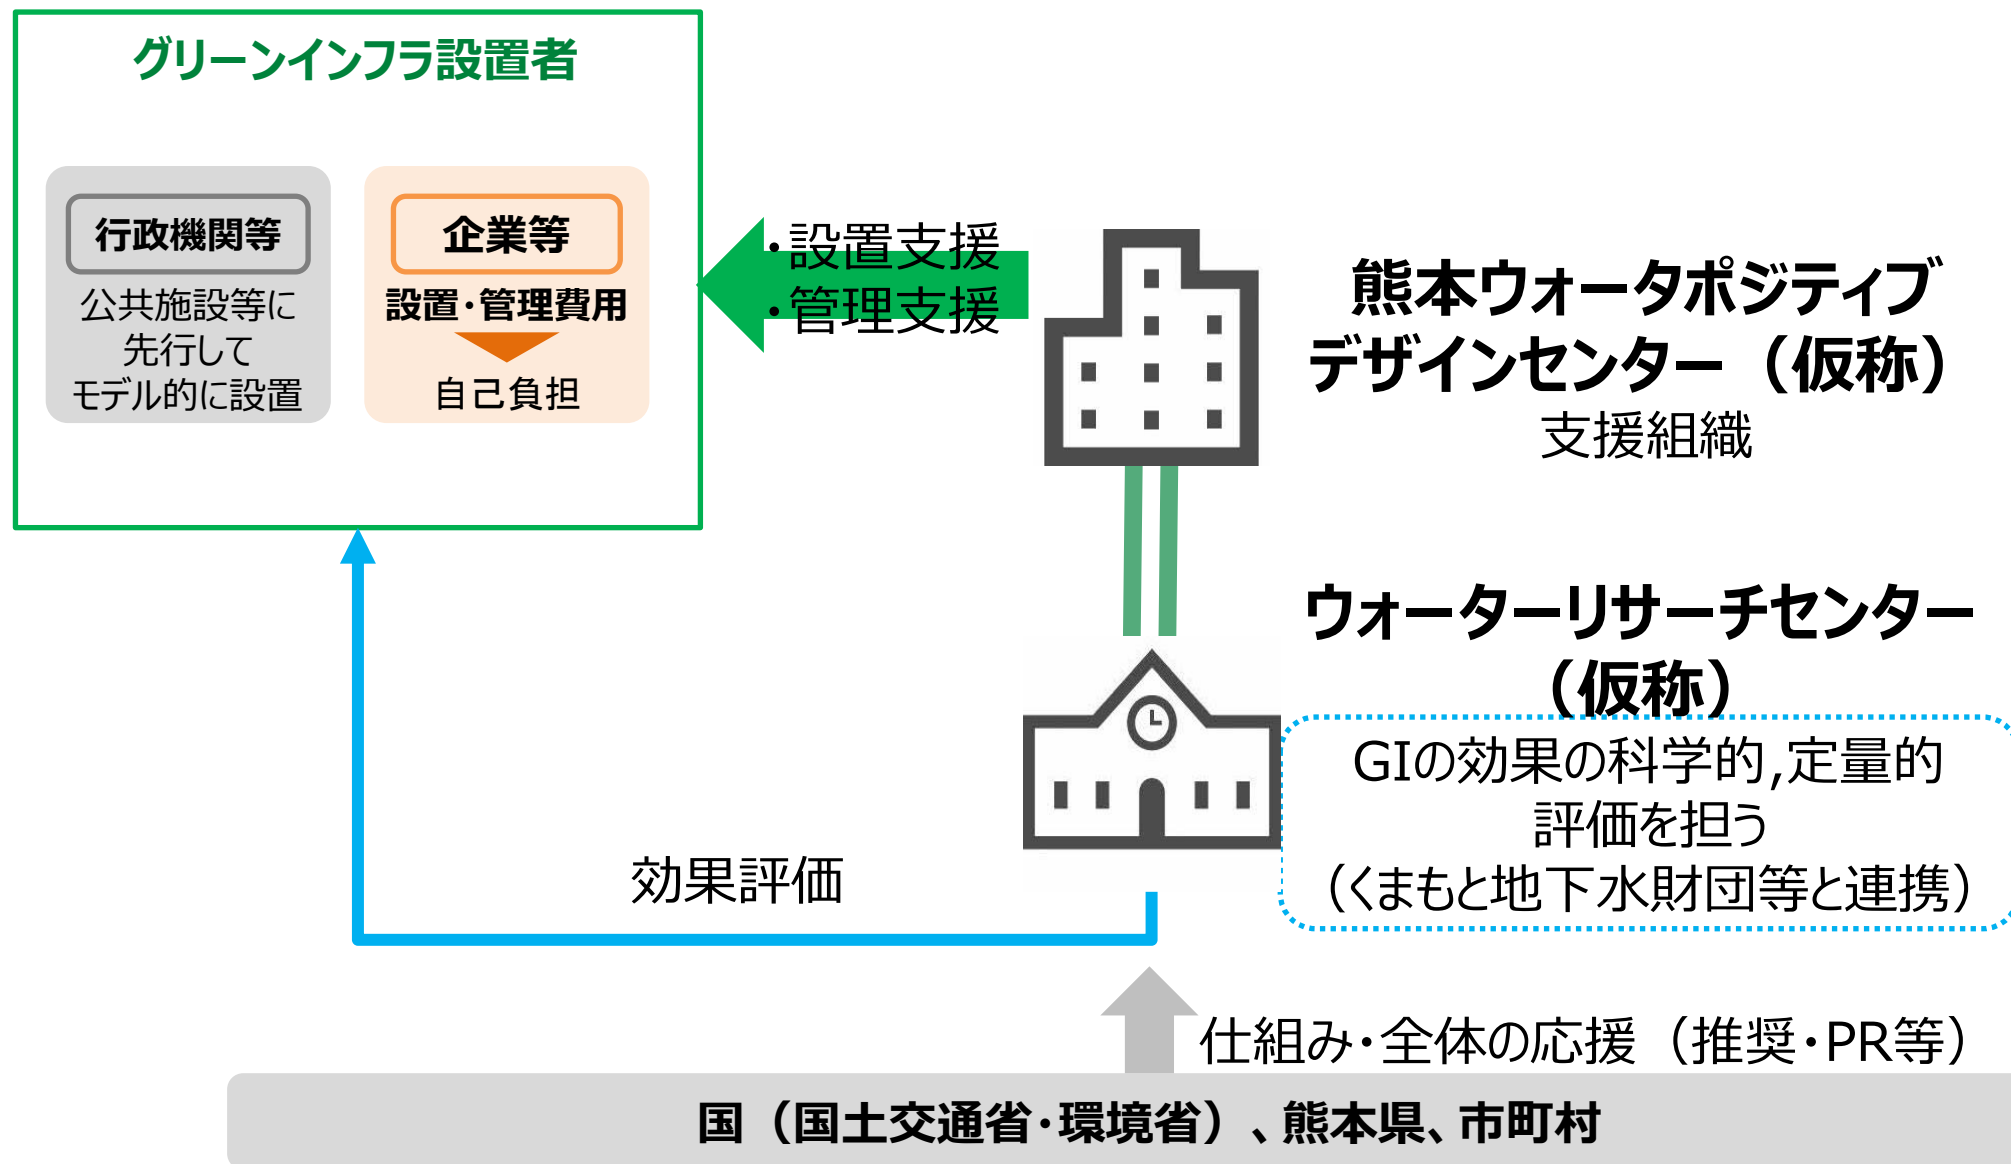 グリーンインフラ設置者
行政機関等
公共施設等に
先行して
モデル的に設置
企業等
設置・管理費用
自己負担
・設置支援
・管理支援
熊本ウォータポジティブ
デザインセンター（仮称）
支援組織
ウォーターリサーチセンター
（仮称）
GIの効果の科学的,定量的
評価を担う
（くまもと地下水財団等と連携）
効果評価
仕組み・全体の応援（推奨・PR等）
国（国土交通省・環境省）、熊本県、市町村